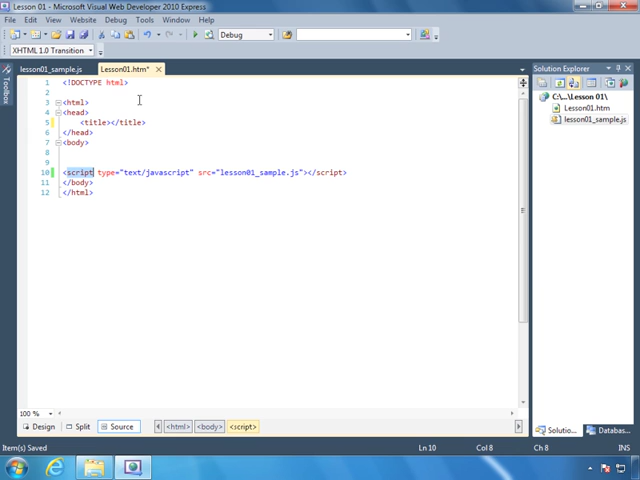 Lesson 01 - Microsoft Visual Web Developer 2010 Express
File Edit View Website Debug Tools Window Help
Debug
XHTML 1.0 Transition
Toolbox
lesson01_sample.js Lesson01.htm*
1 <!DOCTYPE html>
2
3 <html>
4 <head>
5 <title></title>
6 </head>
7 <body>
8
9
10 <script type="text/javascript" src="lesson01_sample.js"></script>
11 </body>
12 </html>
Solution Explorer
C:\...\Lesson 01\
Lesson01.htm
lesson01_sample.js
100 %
Design Split Source <html> <body> <script>
Solutio... Databas...
Item(s) Saved Ln 10 Col 8 Ch 8 INS